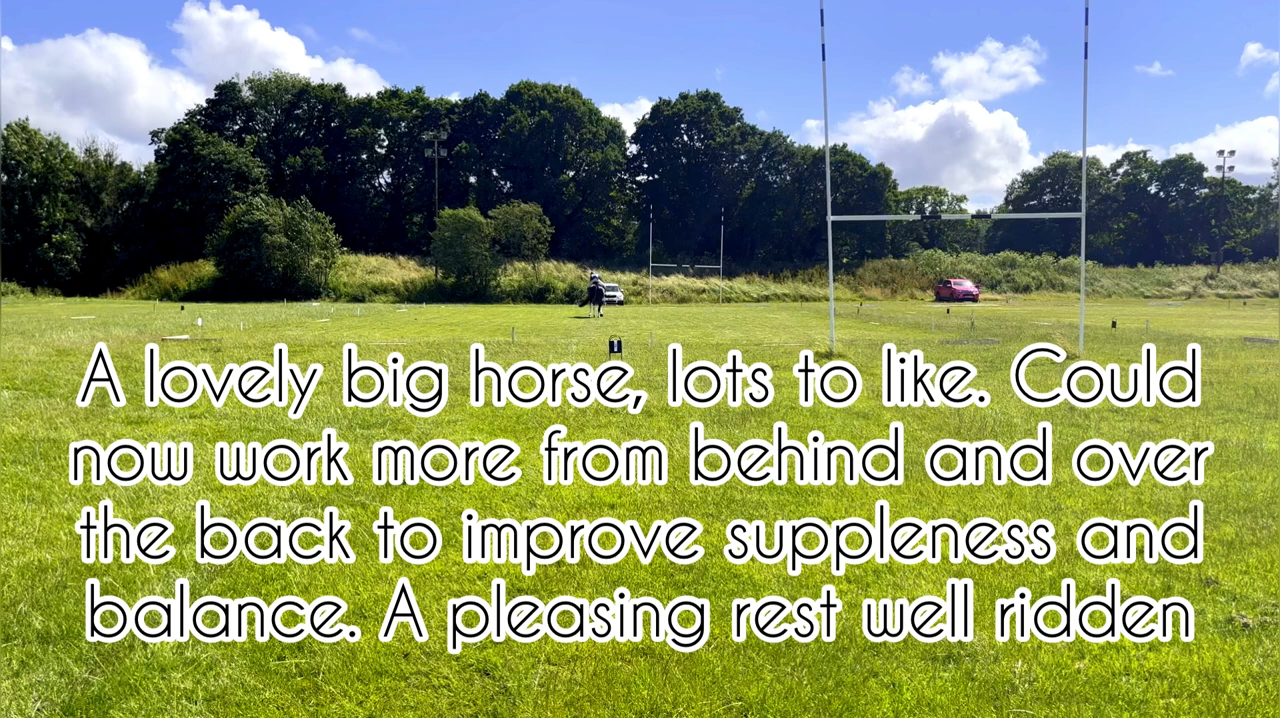 A lovely big horse, lots to like. Could
now work more from behind and over
the back to improve suppleness and
balance. A pleasing rest well ridden